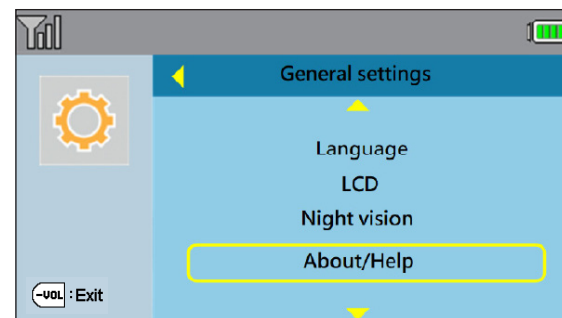 General settings
Language
LCD
Night vision
About/Help
-VOL : Exit